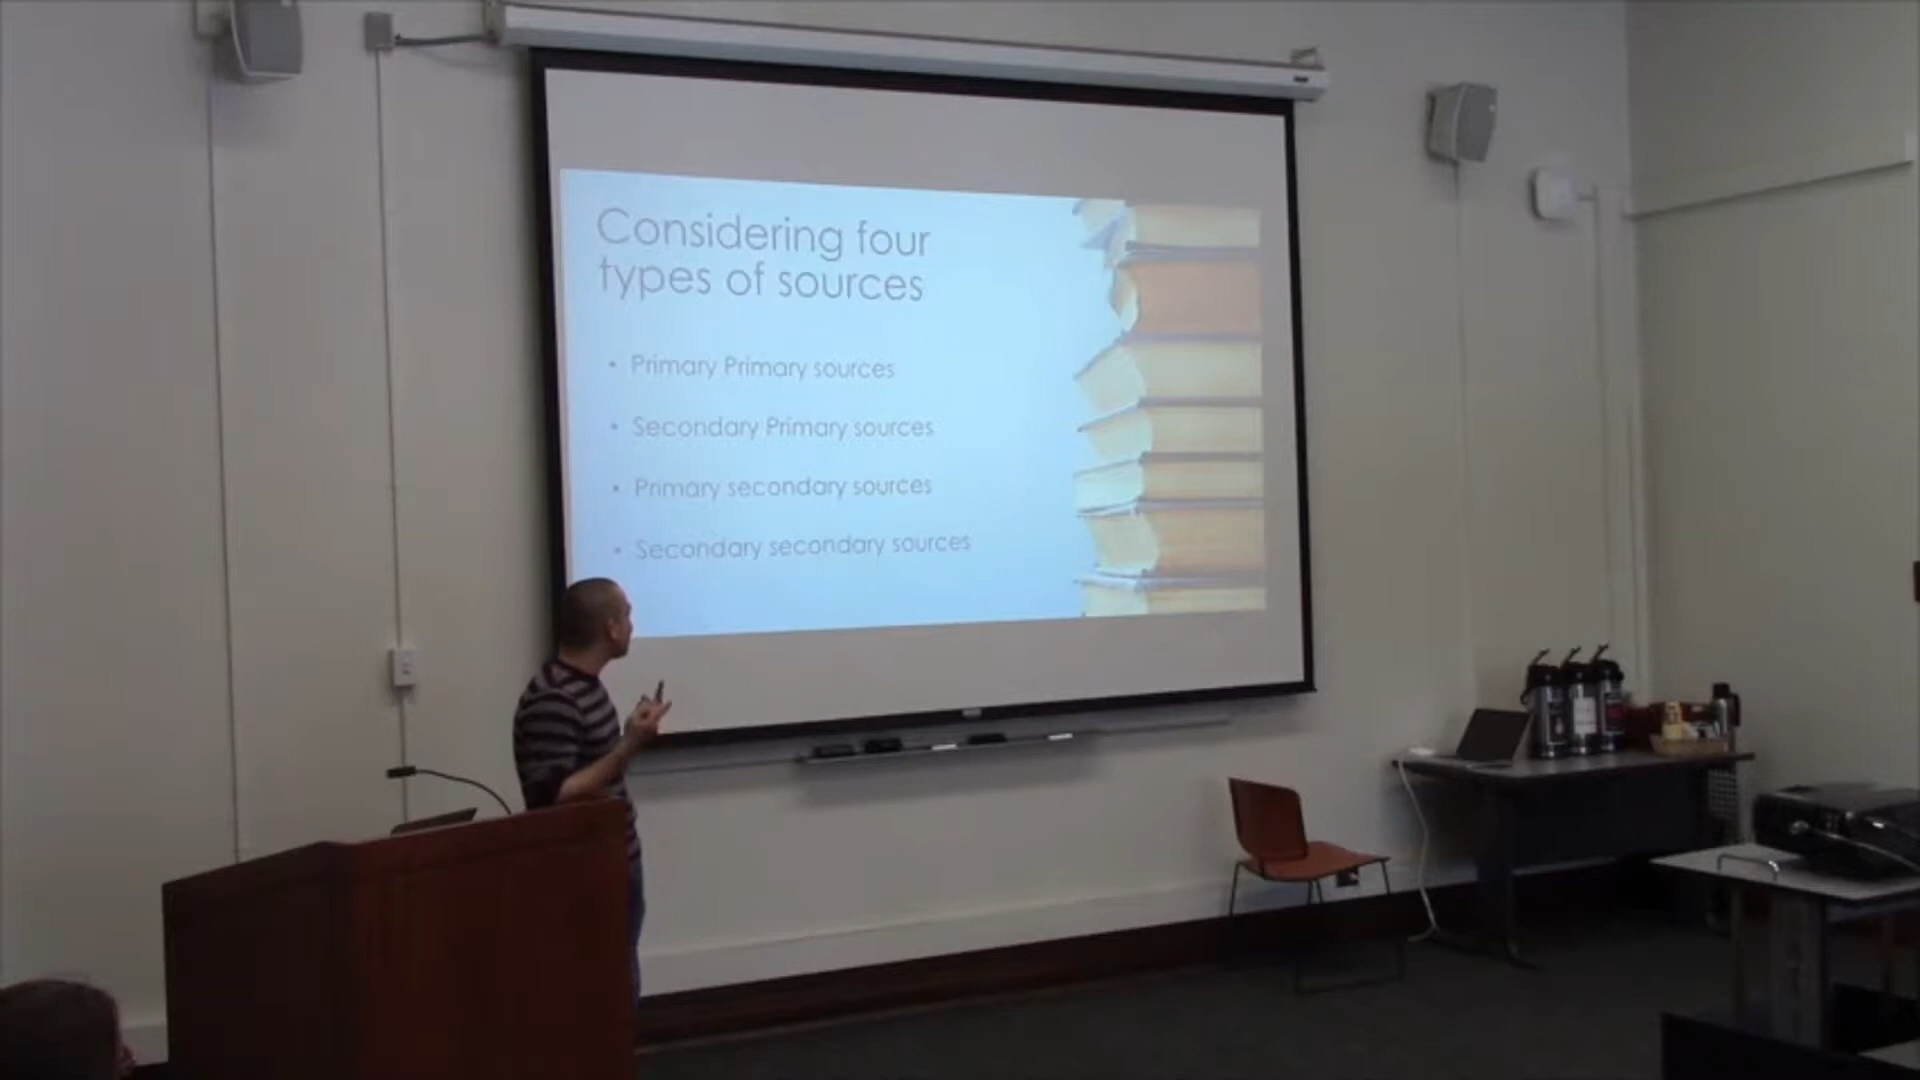 Considering four
types of sources
• Primary Primary sources
• Secondary Primary sources
• Primary secondary sources
• Secondary secondary sources